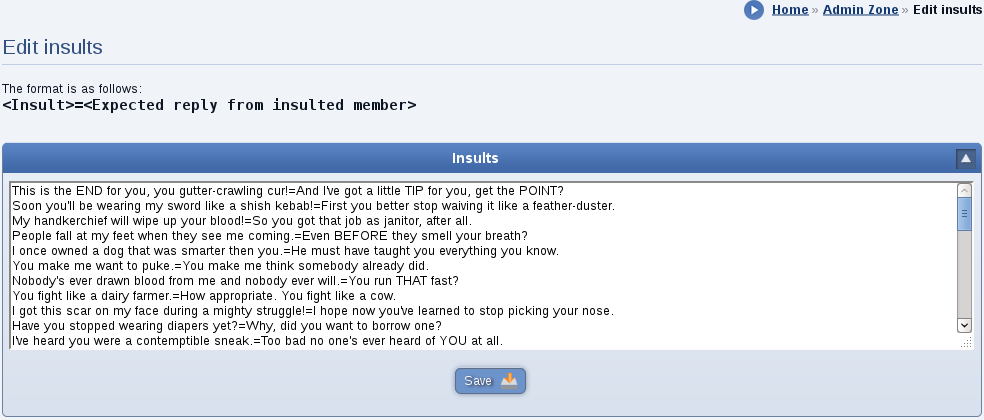 Home » Admin Zone » Edit insults
Edit insults
The format is as follows:
<Insult>=<Expected reply from insulted member>
Insults
This is the END for you, you gutter-crawling cur!=And I've got a little TIP for you, get the POINT?
Soon you'll be wearing my sword like a shish kebab!=First you better stop waiving it like a feather-duster.
My handkerchief will wipe up your blood!=So you got that job as janitor, after all.
People fall at my feet when they see me coming.=Even BEFORE they smell your breath?
I once owned a dog that was smarter then you.=He must have taught you everything you know.
You make me want to puke.=You make me think somebody already did.
Nobody's ever drawn blood from me and nobody ever will.=You run THAT fast?
You fight like a dairy farmer.=How appropriate. You fight like a cow.
I got this scar on my face during a mighty struggle!=I hope now you've learned to stop picking your nose.
Have you stopped wearing diapers yet?=Why, did you want to borrow one?
I've heard you were a contemptible sneak.=Too bad no one's ever heard of YOU at all.
Save